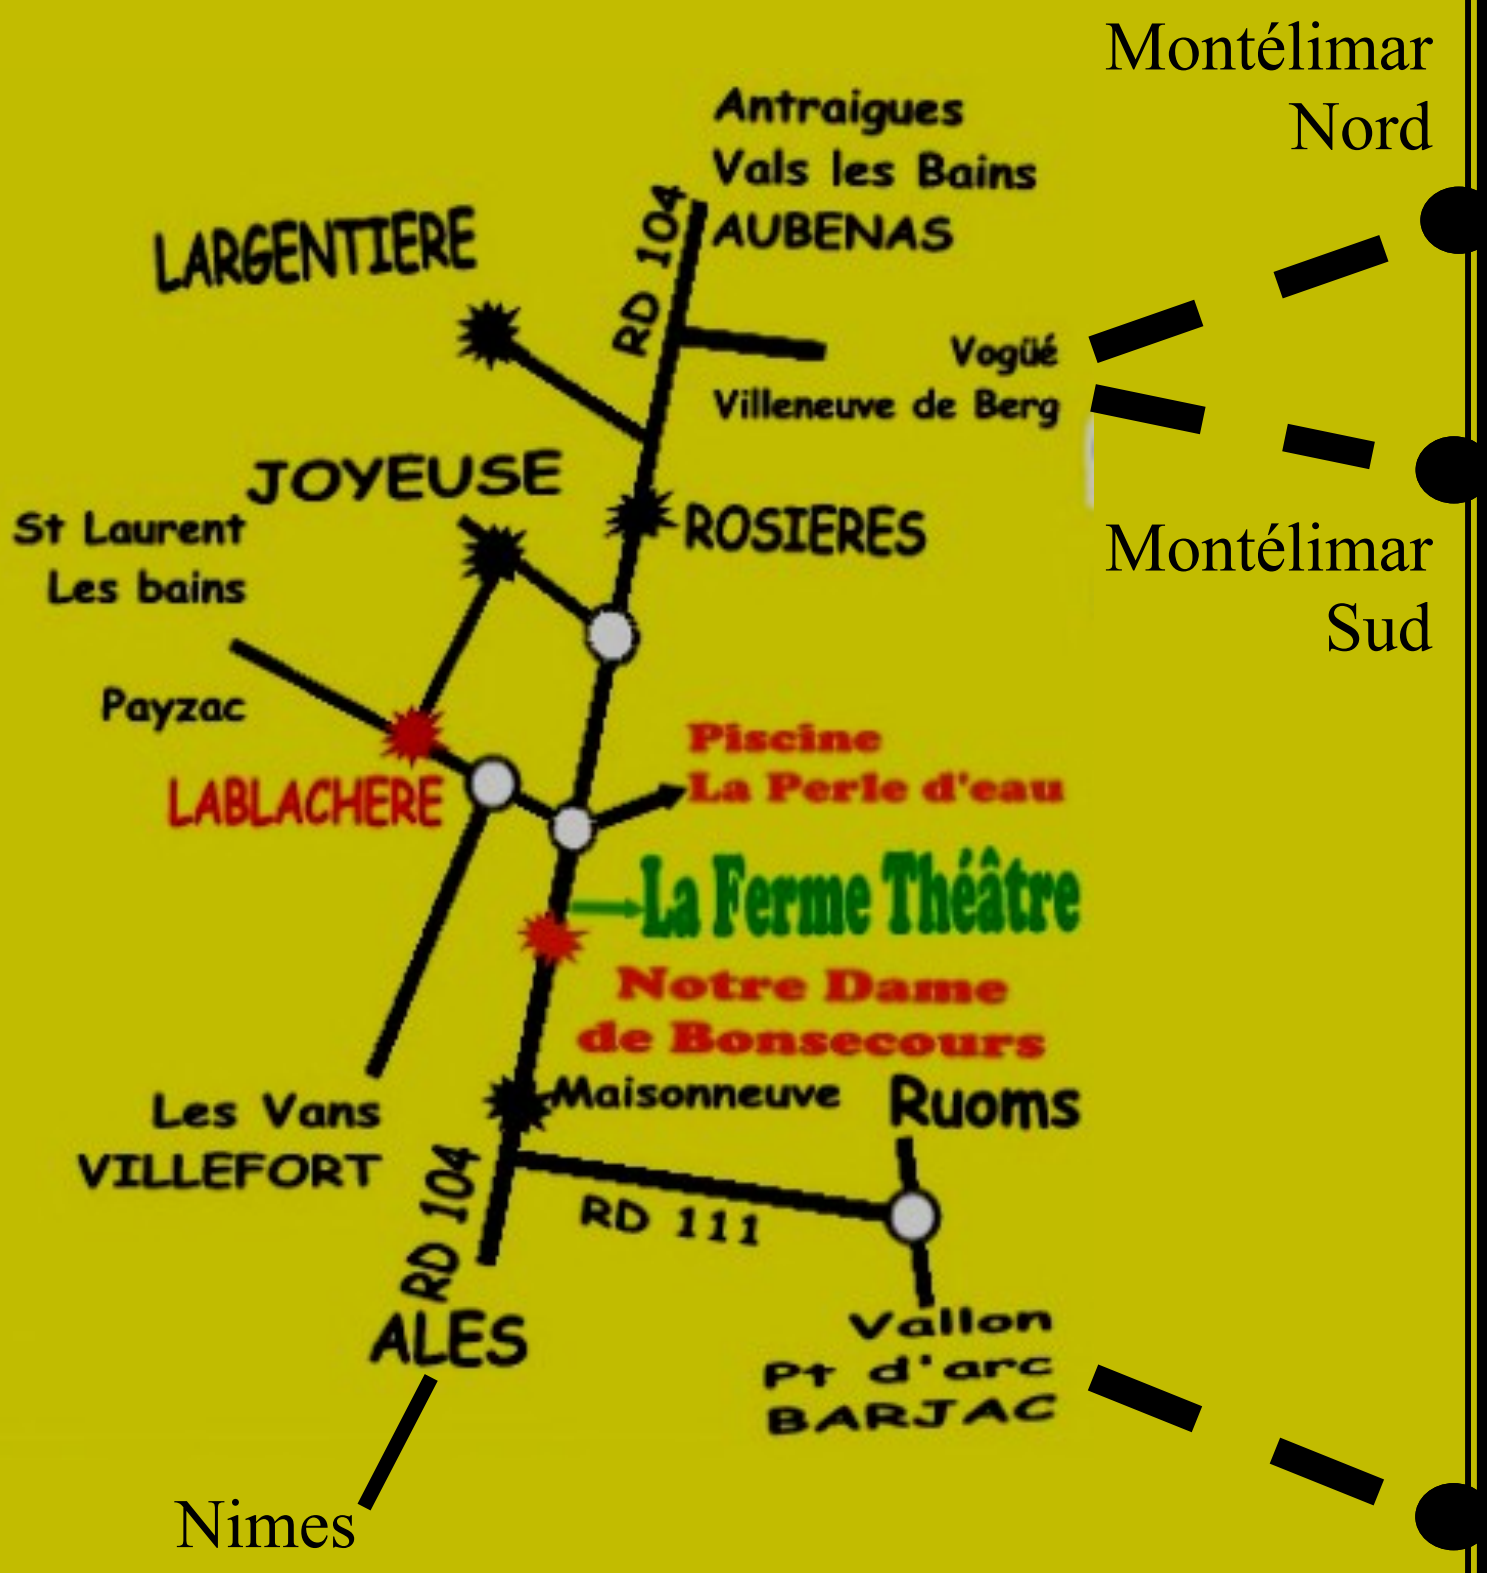 Montélimar
Nord
Antraigues
Vals les Bains
AUBENAS
RD 104
LARGENTIERE
Vogüé
Villeneuve de Berg
JOYEUSE
ROSIERES
St Laurent
Les bains
Montélimar
Sud
Payzac
LABLACHERE
Piscine
La Perle d'eau
La Ferme Théâtre
Notre Dame
de Bonsecours
Maisonneuve
Ruoms
Les Vans
VILLEFORT
RD 104
RD 111
ALES
Vallon
Pt d'arc
BARJAC
Nimes